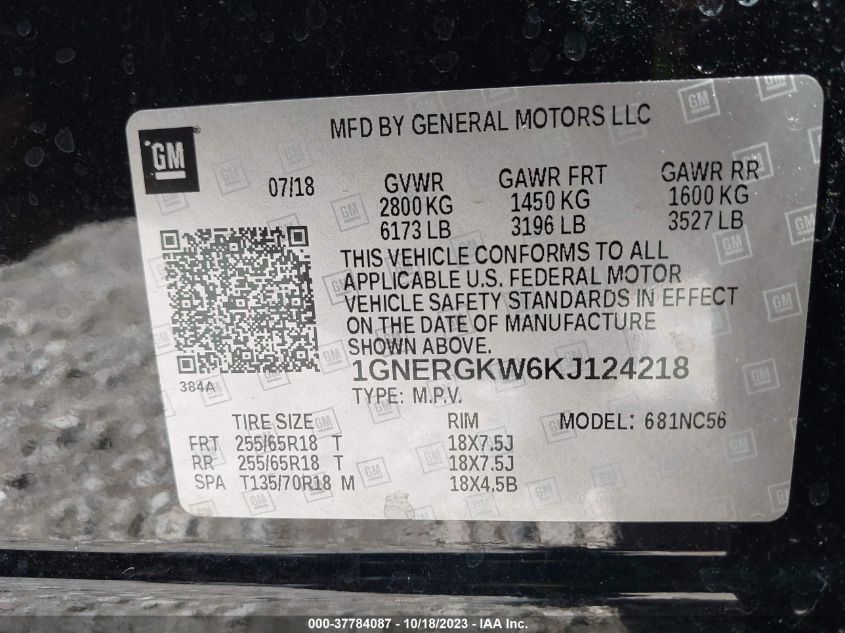 MFD BY GENERAL MOTORS LLC
GM
07/18
GVWR GAWR FRT GAWR RR
2800 KG 1450 KG 1600 KG
6173 LB 3196 LB 3527 LB
THIS VEHICLE CONFORMS TO ALL
APPLICABLE U.S. FEDERAL MOTOR
VEHICLE SAFETY STANDARDS IN EFFECT
ON THE DATE OF MANUFACTURE
SHOWN ABOVE.
384A
1GNERGKW6KJ124218
TYPE: M.P.V.
TIRE SIZE RIM MODEL: 681NC56
FRT 255/65R18 T 18X7.5J
RR 255/65R18 T 18X7.5J
SPA T135/70R18 M 18X4.5B
000-37784087 - 10/18/2023 - IAA Inc.